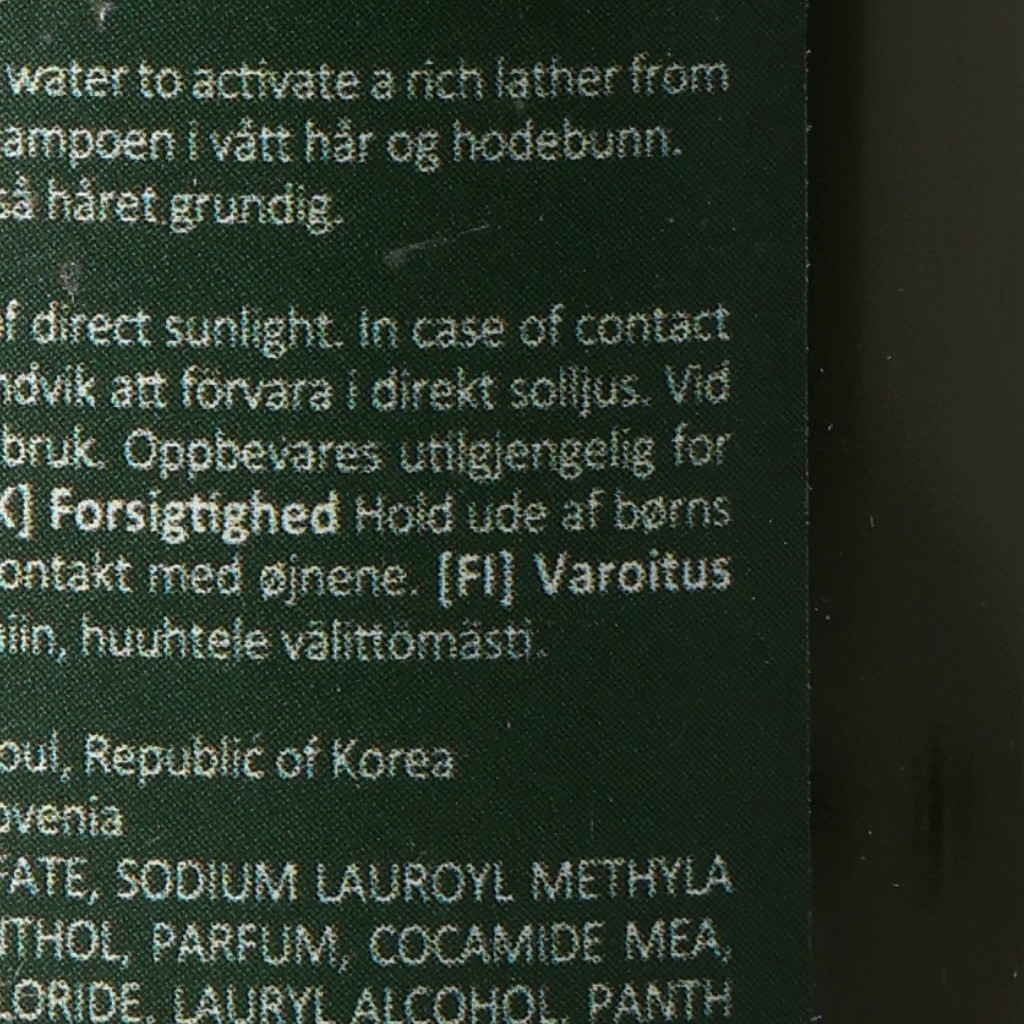 water to activate a rich lather from
ampoen i vått hår og hodebunn.
så håret grundig.
of direct sunlight. In case of contact
ndvik att förvara i direkt solljus. Vid
bruk. Oppbevares utilgjengelig for
K] Forsigtighed Hold ude af børns
ontakt med øjnene. [FI] Varoitus
iin, huuhtele välittömästi.
oul, Republic of Korea
ovenia
FATE, SODIUM LAUROYL METHYLA
NTHOL, PARFUM, COCAMIDE MEA,
LORIDE, LAURYL ALCOHOL, PANTH